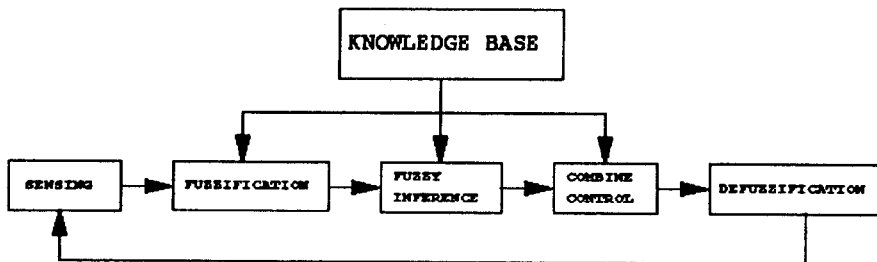 KNOWLEDGE BASE
SENSING
FUZZIFICATION
FUZZY
INFERENCE
COMBINE
CONTROL
DEFUZZIFICATION